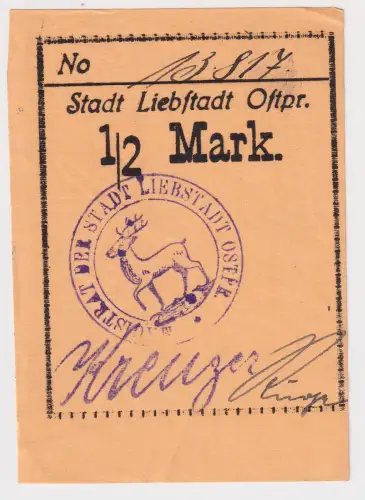 No 13817.
Stadt Liebſtadt Oſtpr.
1/2 Mark.
MAGISTRAT DER STADT LIEBSTADT OSTPR.
Kreuzer